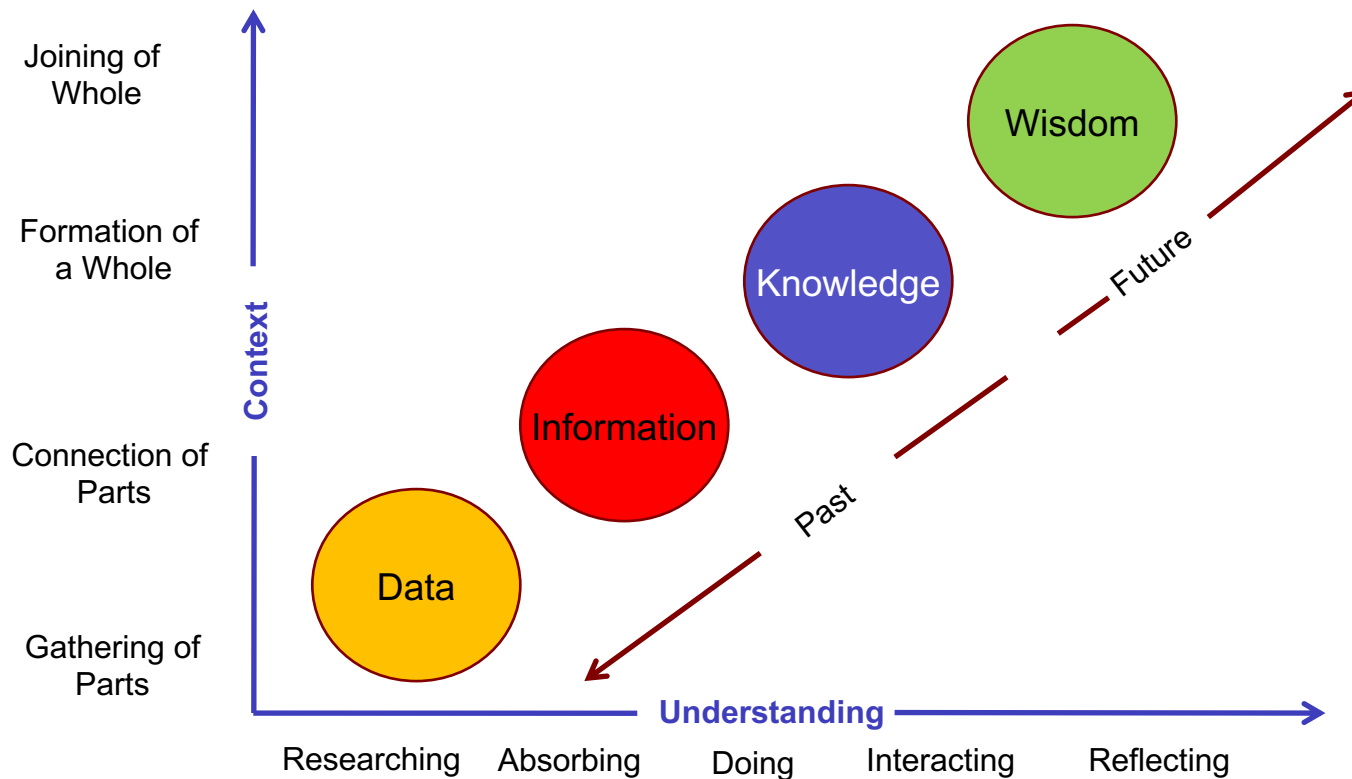 Joining of
Whole
Formation of
a Whole
Context
Connection of
Parts
Gathering of
Parts
Wisdom
Knowledge
Information
Data
Future
Past
Understanding
Researching
Absorbing
Doing
Interacting
Reflecting